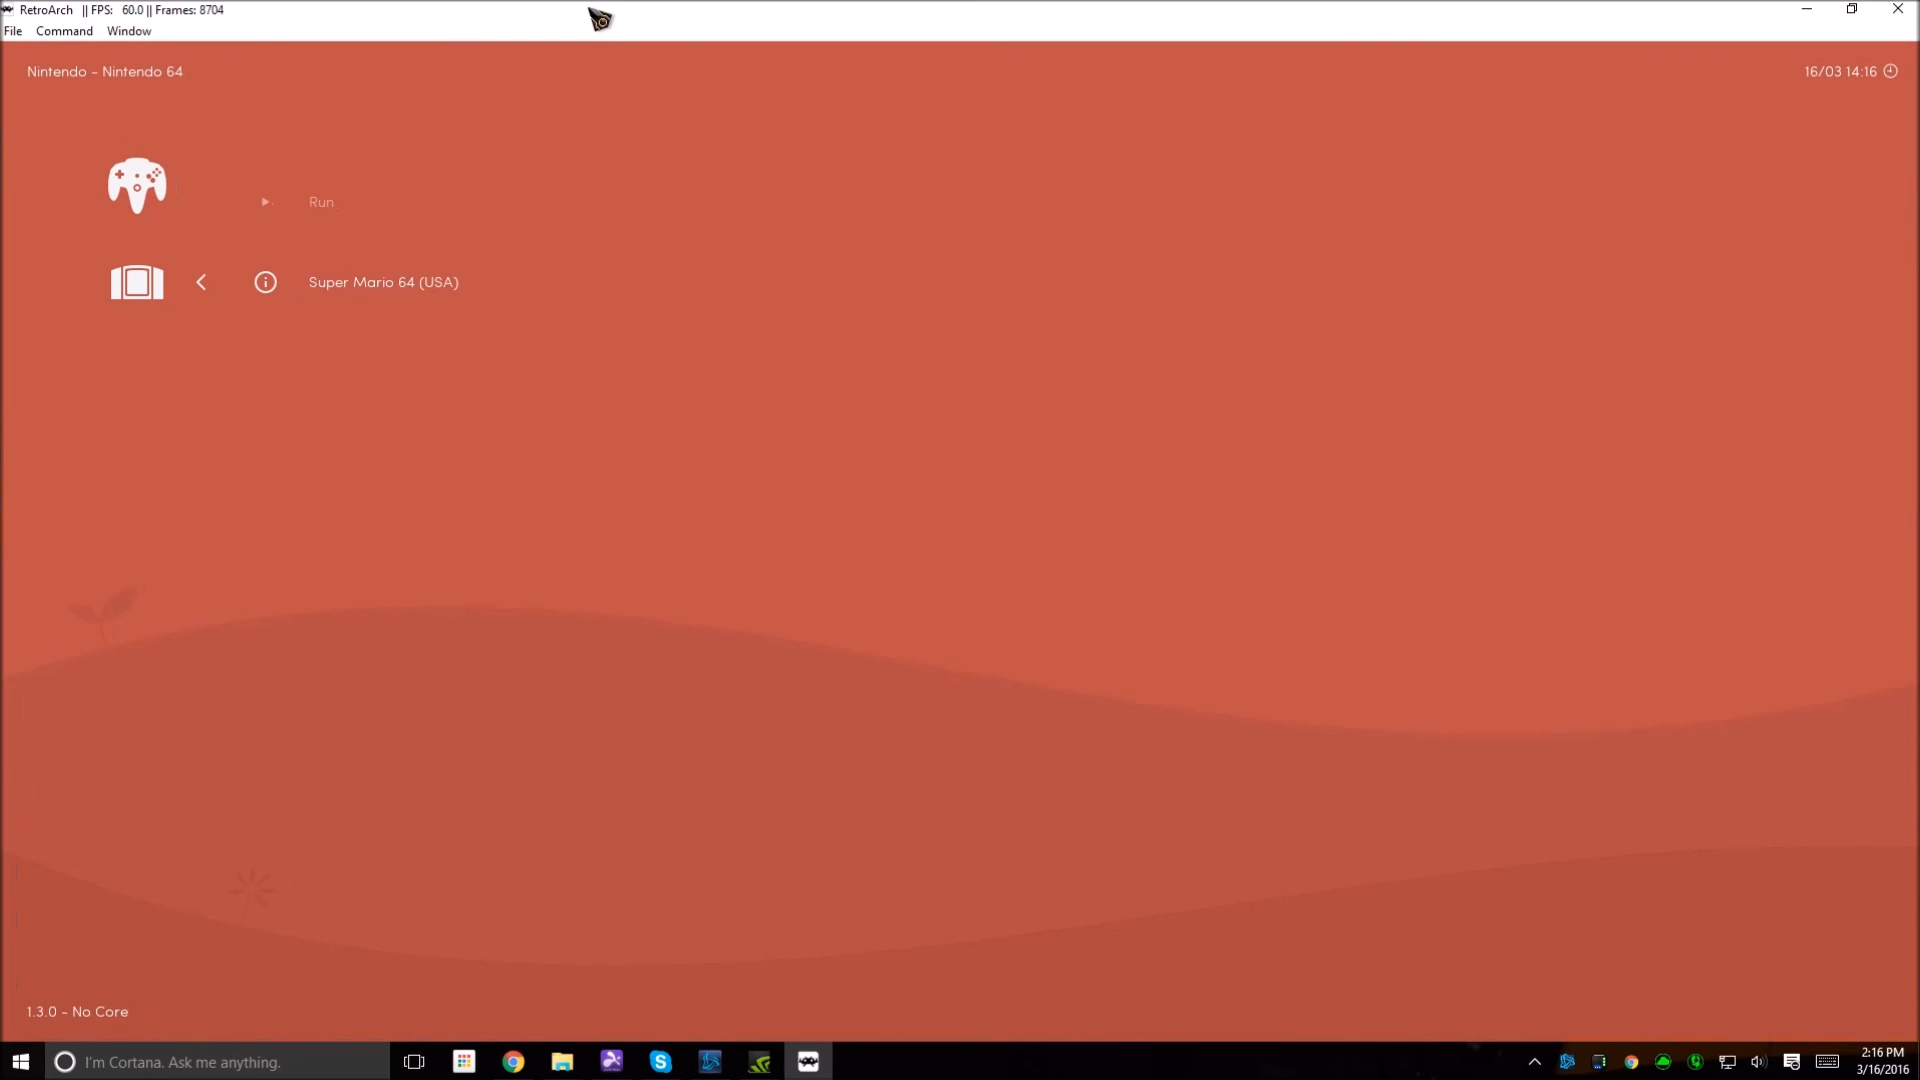 RetroArch || FPS: 60.0 || Frames: 8704
File Command Window
Nintendo - Nintendo 64
16/03 14:16
Run
Super Mario 64 (USA)
1.3.0 - No Core
I'm Cortana. Ask me anything.
2:16 PM
3/16/2016